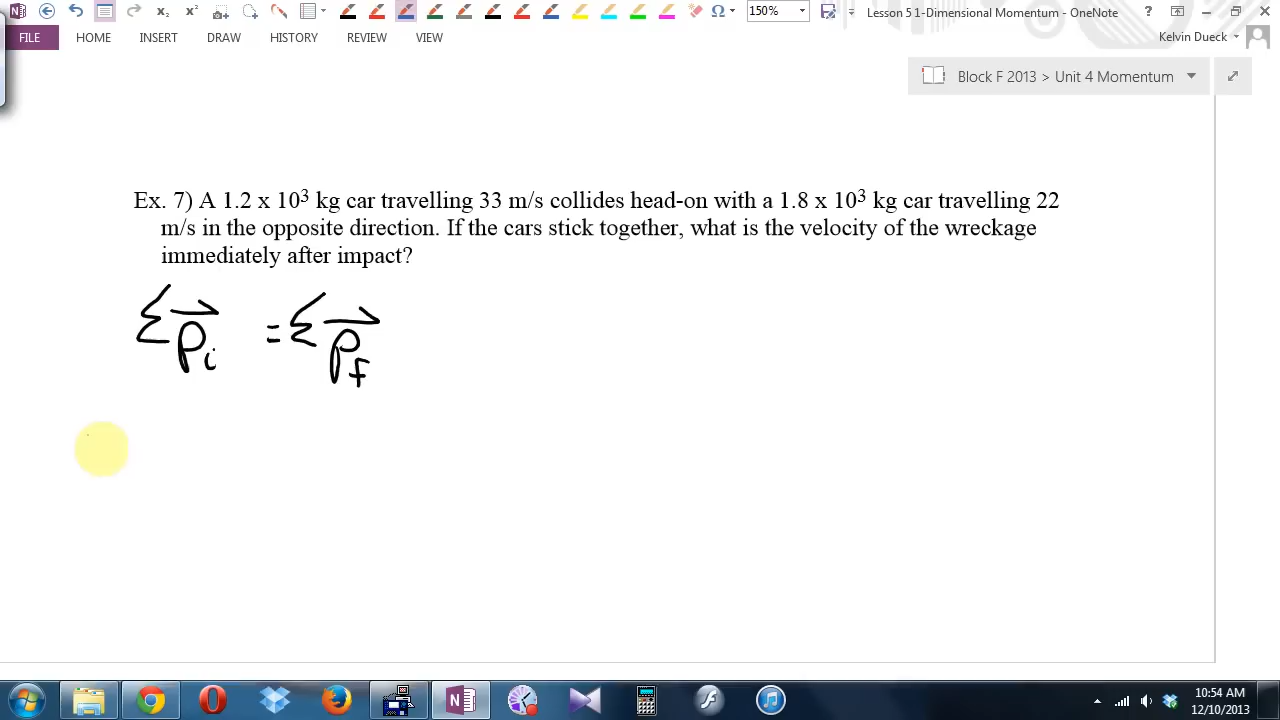 150%
Lesson 5 1-Dimensional Momentum - OneNote
FILE HOME INSERT DRAW HISTORY REVIEW VIEW
Kelvin Dueck
Block F 2013 > Unit 4 Momentum
Ex. 7) A 1.2 x 10³ kg car travelling 33 m/s collides head-on with a 1.8 x 10³ kg car travelling 22
m/s in the opposite direction. If the cars stick together, what is the velocity of the wreckage
immediately after impact?
Σp⃗i = Σp⃗f
10:54 AM
12/10/2013